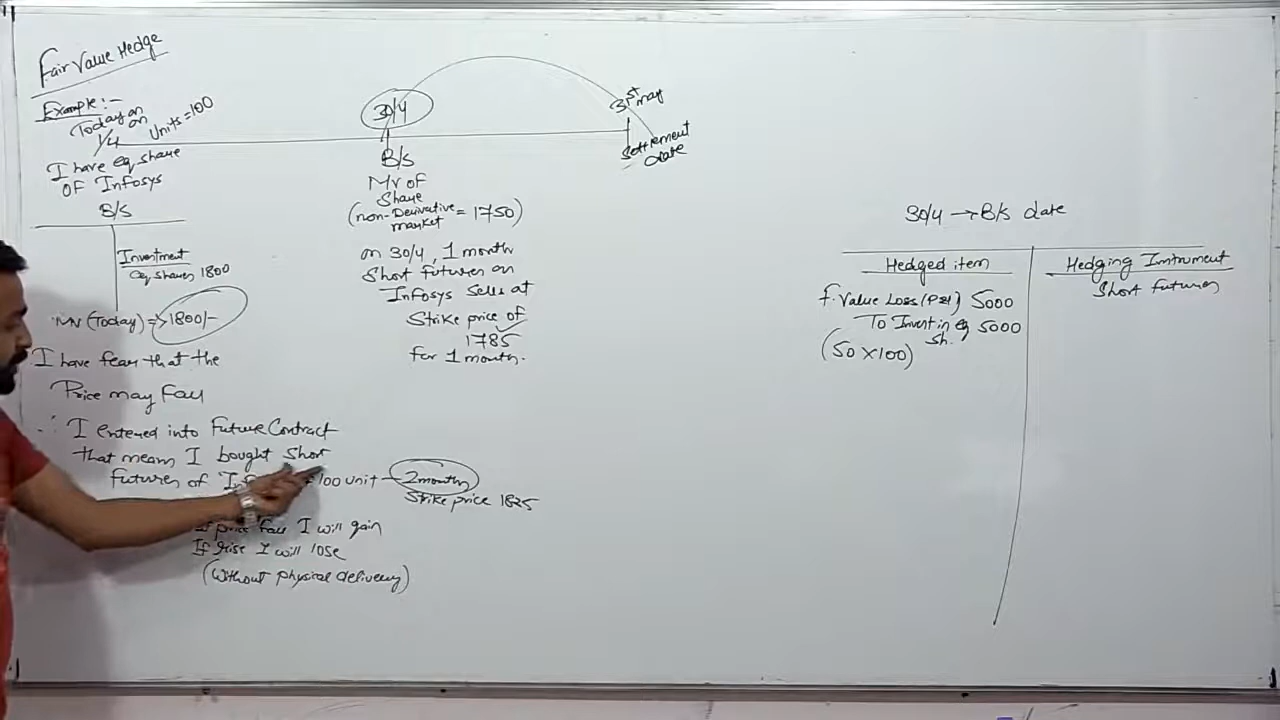 Fair Value Hedge
Example:-
Today on
on
1/4
Units = 100
I have eq share
OF Infosys
B/S
Investment
eq shares 1800
MV (Today) => 1800/-
I have fear that the
Price may Fall
∴ I entered into Future Contract
that means I bought Short
futures of 100 unit - 2 month
Strike price 1825
fall I will gain
If rise I will lose
(Without physical delivery)
30/4
B/S
MV of
Share
(non-Derivative = 1750)
market
on 30/4, 1 month
Short futures on
Infosys sells at
Strike price of
1785
for 1 month.
31st may
Settlement
date
30/4 → B/S date
Hedged item
F. Value Loss (P&L) 5000
To Invest in eq 5000
sh.
(50 X 100)
Hedging Instrument
Short futures